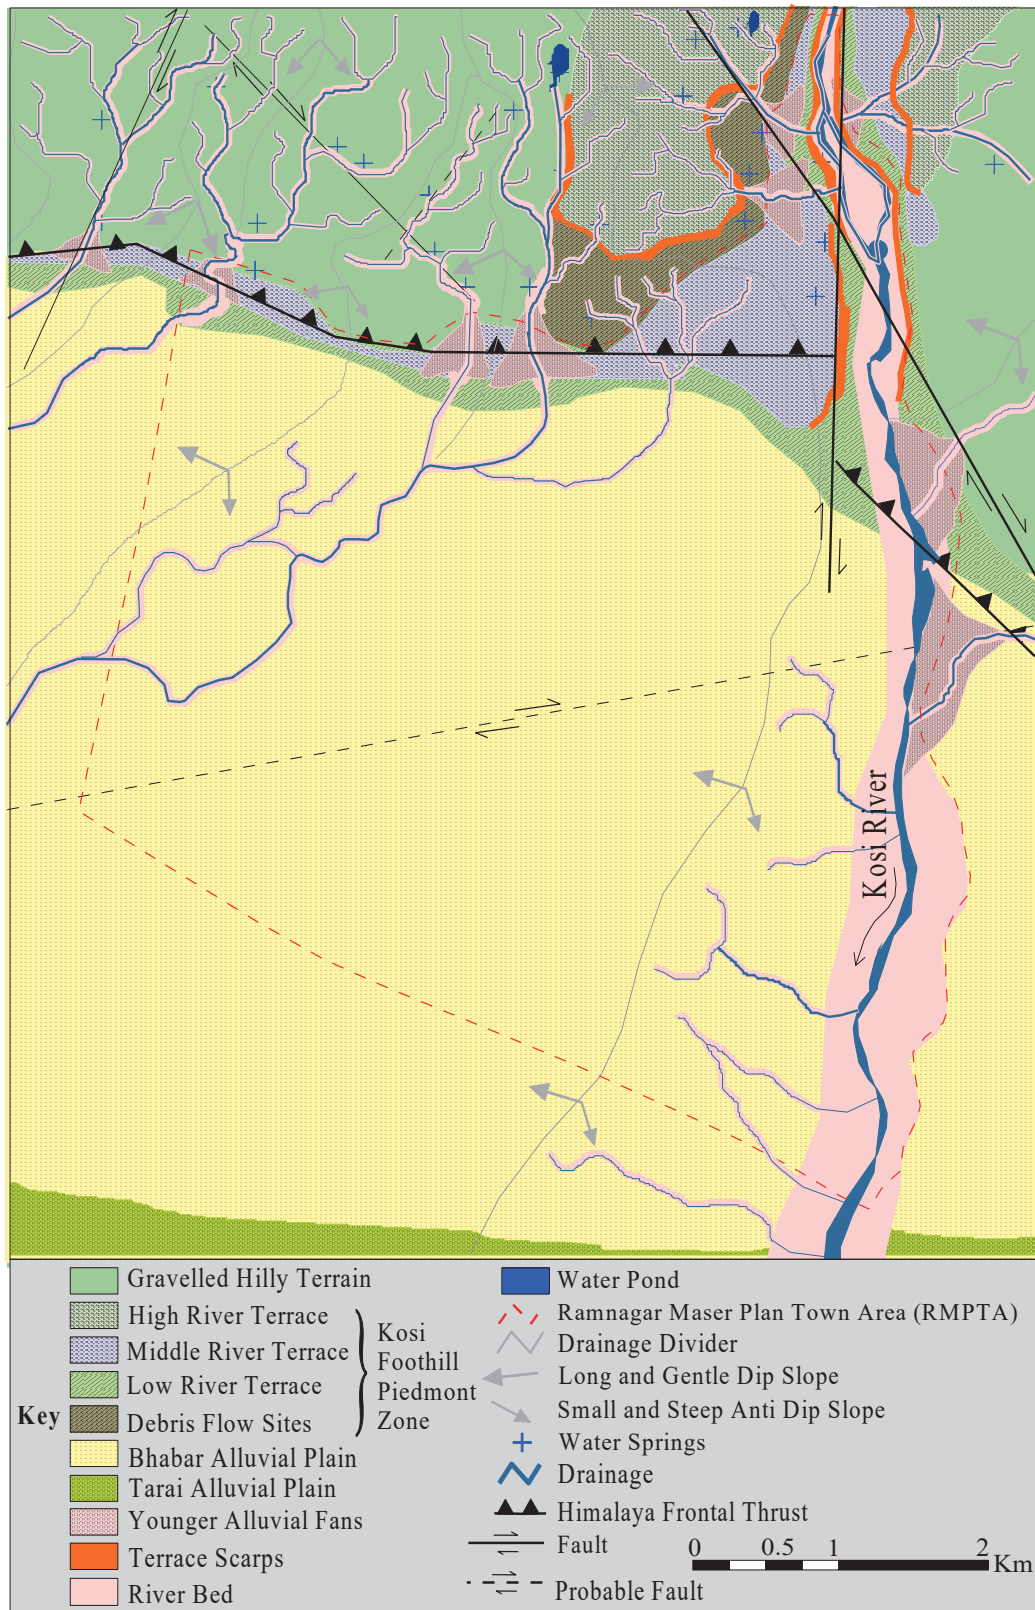 Kosi River
Key
Gravelled Hilly Terrain
High River Terrace
Middle River Terrace
Low River Terrace
Debris Flow Sites
Kosi
Foothill
Piedmont
Zone
Bhabar Alluvial Plain
Tarai Alluvial Plain
Younger Alluvial Fans
Terrace Scarps
River Bed
Water Pond
Ramnagar Maser Plan Town Area (RMPTA)
Drainage Divider
Long and Gentle Dip Slope
Small and Steep Anti Dip Slope
Water Springs
Drainage
Himalaya Frontal Thrust
Fault
Probable Fault
0 0.5 1 2
Km